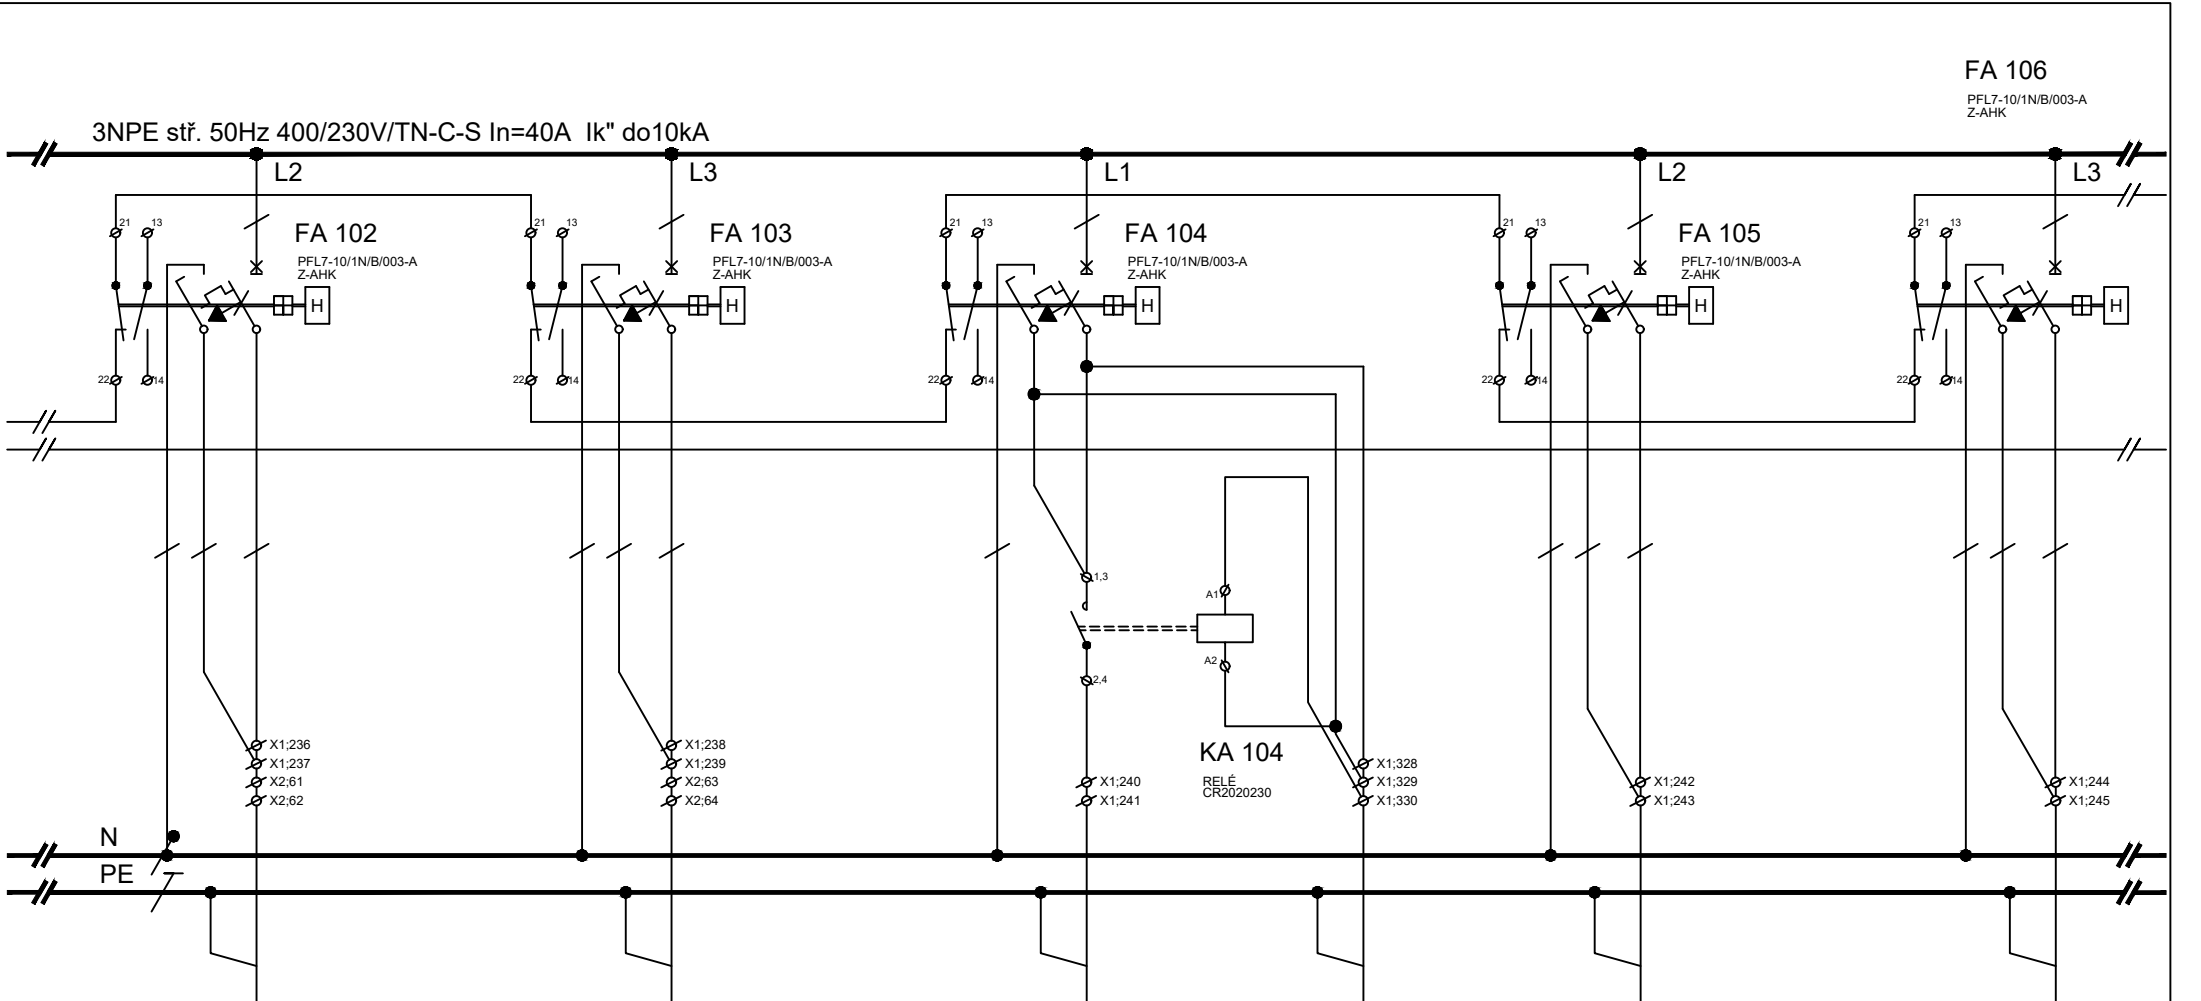 FA 106
PFL7-10/1N/B/003-A
Z-AHK
3NPE stř. 50Hz 400/230V/TN-C-S In=40A Ik" do10kA
L2
L3
L1
L2
L3
21
13
FA 102
PFL7-10/1N/B/003-A
Z-AHK
H
22
14
21
13
FA 103
PFL7-10/1N/B/003-A
Z-AHK
H
22
14
21
13
FA 104
PFL7-10/1N/B/003-A
Z-AHK
H
22
14
21
13
FA 105
PFL7-10/1N/B/003-A
Z-AHK
H
22
14
21
13
H
22
14
1,3
A1
A2
2,4
KA 104
RELÉ
CR2020230
X1;236
X1;237
X2;61
X2;62
X1;238
X1;239
X2;63
X2;64
X1;240
X1;241
X1;328
X1;329
X1;330
X1;242
X1;243
X1;244
X1;245
N
PE